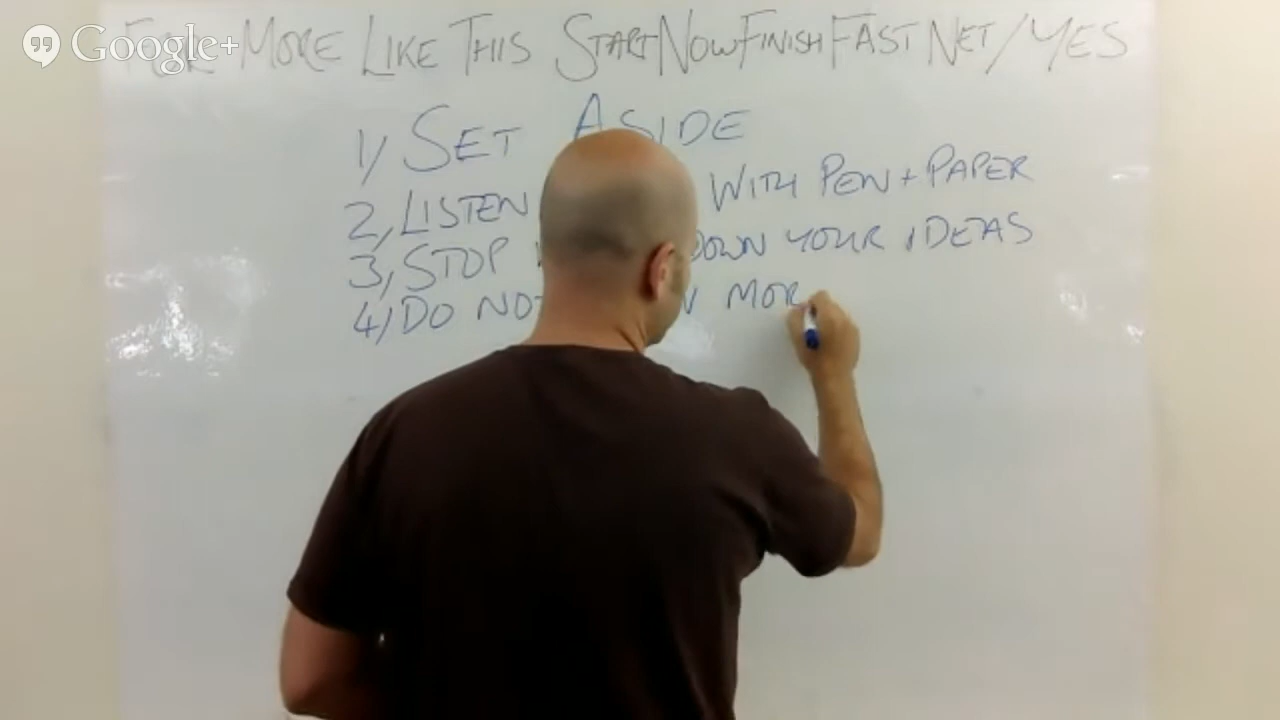 Google+
FOR MORE LIKE THIS STARTNOWFINISHFAST NET/YES
1/ SET ASIDE
2, LISTEN WITH PEN + PAPER
3, STOP DOWN YOUR IDEAS
4/ DO NOT MOR